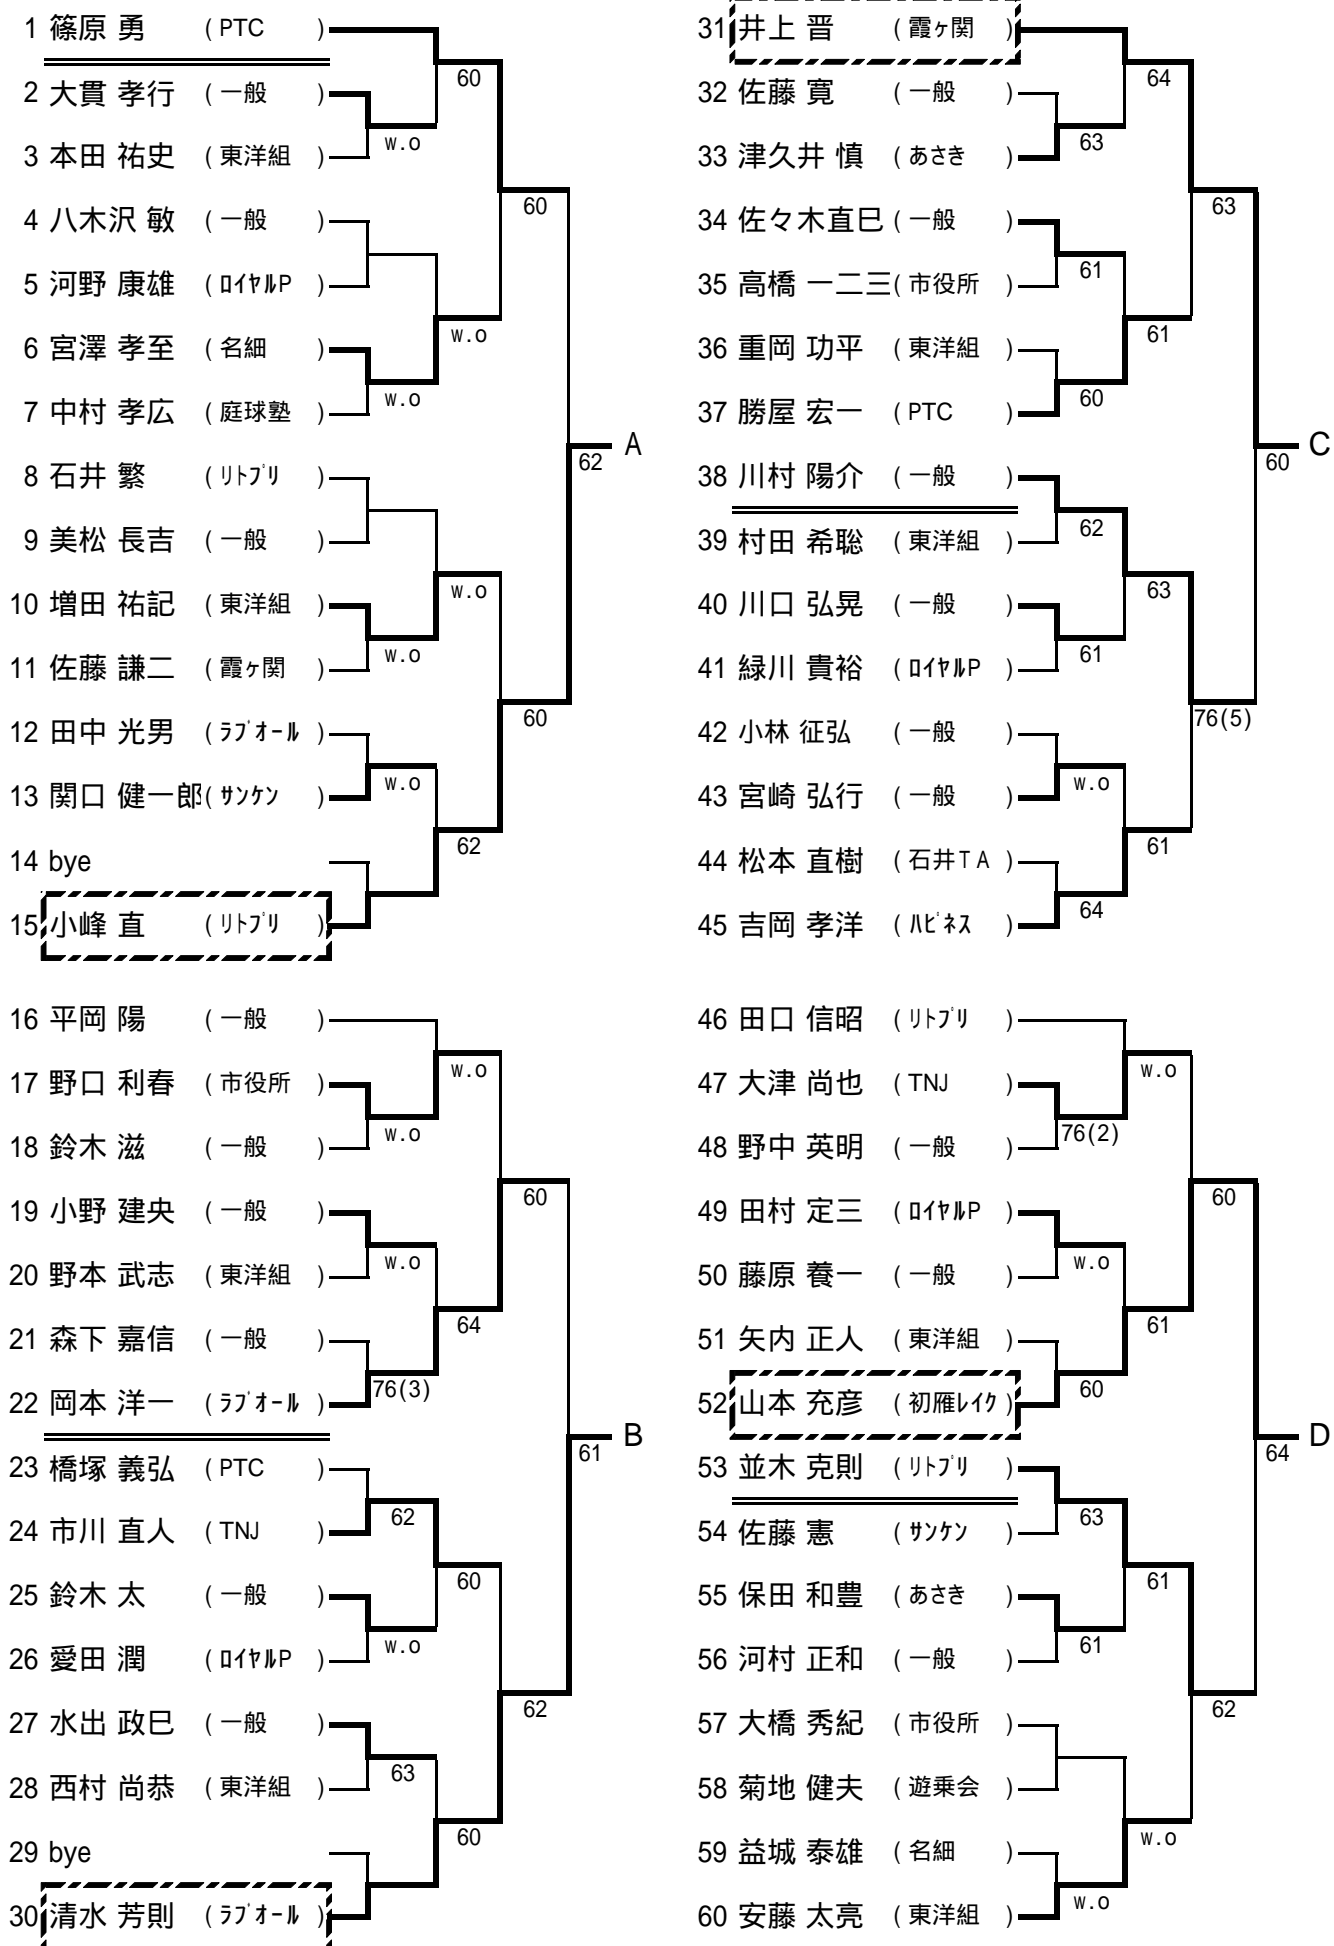 1 篠原 勇 ( PTC )
60
2 大貫 孝行 ( 一般 )
w.o
3 本田 祐史 ( 東洋組 )
60
4 八木沢 敏 ( 一般 )
5 河野 康雄 ( ﾛｲﾔﾙP )
w.o
6 宮澤 孝至 ( 名細 )
w.o
7 中村 孝広 ( 庭球塾 )
62 A
8 石井 繁 ( ﾘﾄﾌﾟﾘ )
9 美松 長吉 ( 一般 )
w.o
10 増田 祐記 ( 東洋組 )
w.o
11 佐藤 謙二 ( 霞ヶ関 )
60
12 田中 光男 ( ﾗﾌﾞｵｰﾙ )
w.o
13 関口 健一郎( ｻﾝｹﾝ )
62
14 bye
15 小峰 直 ( ﾘﾄﾌﾟﾘ )
16 平岡 陽 ( 一般 )
w.o
17 野口 利春 ( 市役所 )
w.o
18 鈴木 滋 ( 一般 )
60
19 小野 建央 ( 一般 )
w.o
20 野本 武志 ( 東洋組 )
64
21 森下 嘉信 ( 一般 )
76(3)
22 岡本 洋一 ( ﾗﾌﾞｵｰﾙ )
61 B
23 橋塚 義弘 ( PTC )
62
24 市川 直人 ( TNJ )
60
25 鈴木 太 ( 一般 )
w.o
26 愛田 潤 ( ﾛｲﾔﾙP )
62
27 水出 政巳 ( 一般 )
63
28 西村 尚恭 ( 東洋組 )
60
29 bye
30 清水 芳則 ( ﾗﾌﾞｵｰﾙ )
31 井上 晋 ( 霞ヶ関 )
64
32 佐藤 寛 ( 一般 )
63
33 津久井 慎 ( あさき )
63
34 佐々木直巳 ( 一般 )
61
35 高橋 一二三( 市役所 )
61
36 重岡 功平 ( 東洋組 )
60
37 勝屋 宏一 ( PTC )
60 C
38 川村 陽介 ( 一般 )
62
39 村田 希聡 ( 東洋組 )
63
40 川口 弘晃 ( 一般 )
61
41 緑川 貴裕 ( ﾛｲﾔﾙP )
76(5)
42 小林 征弘 ( 一般 )
w.o
43 宮崎 弘行 ( 一般 )
61
44 松本 直樹 ( 石井TA )
64
45 吉岡 孝洋 ( ﾊﾋﾟﾈｽ )
46 田口 信昭 ( ﾘﾄﾌﾟﾘ )
w.o
47 大津 尚也 ( TNJ )
76(2)
48 野中 英明 ( 一般 )
60
49 田村 定三 ( ﾛｲﾔﾙP )
w.o
50 藤原 養一 ( 一般 )
61
51 矢内 正人 ( 東洋組 )
60
52 山本 充彦 ( 初雁ﾚｲｸ )
64 D
53 並木 克則 ( ﾘﾄﾌﾟﾘ )
63
54 佐藤 憲 ( ｻﾝｹﾝ )
61
55 保田 和豊 ( あさき )
61
56 河村 正和 ( 一般 )
62
57 大橋 秀紀 ( 市役所 )
58 菊地 健夫 ( 遊乗会 )
w.o
59 益城 泰雄 ( 名細 )
w.o
60 安藤 太亮 ( 東洋組 )